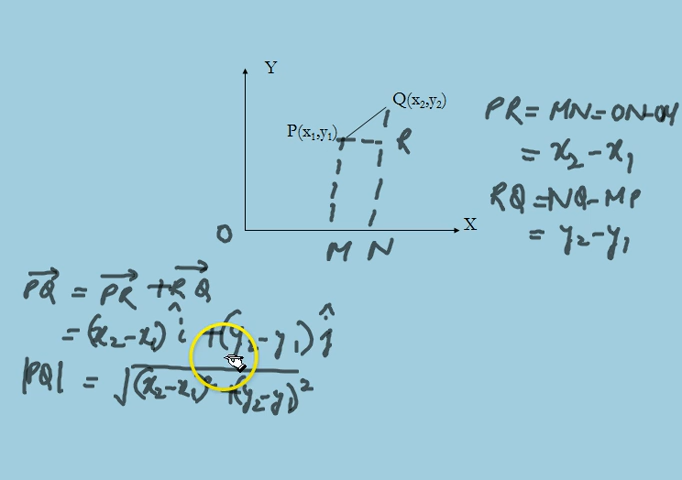 Y
Q(x₂,y₂)
P(x₁,y₁)
R
O
X
M N
PR = MN = ON-OM
= x₂ - x₁
RQ = NQ - MP
= y₂ - y₁
→PQ = →PR + →RQ
= (x₂-x₁) î + (y₂-y₁) ĵ
|PQ| = √(x₂-x₁)² + (y₂-y₁)²